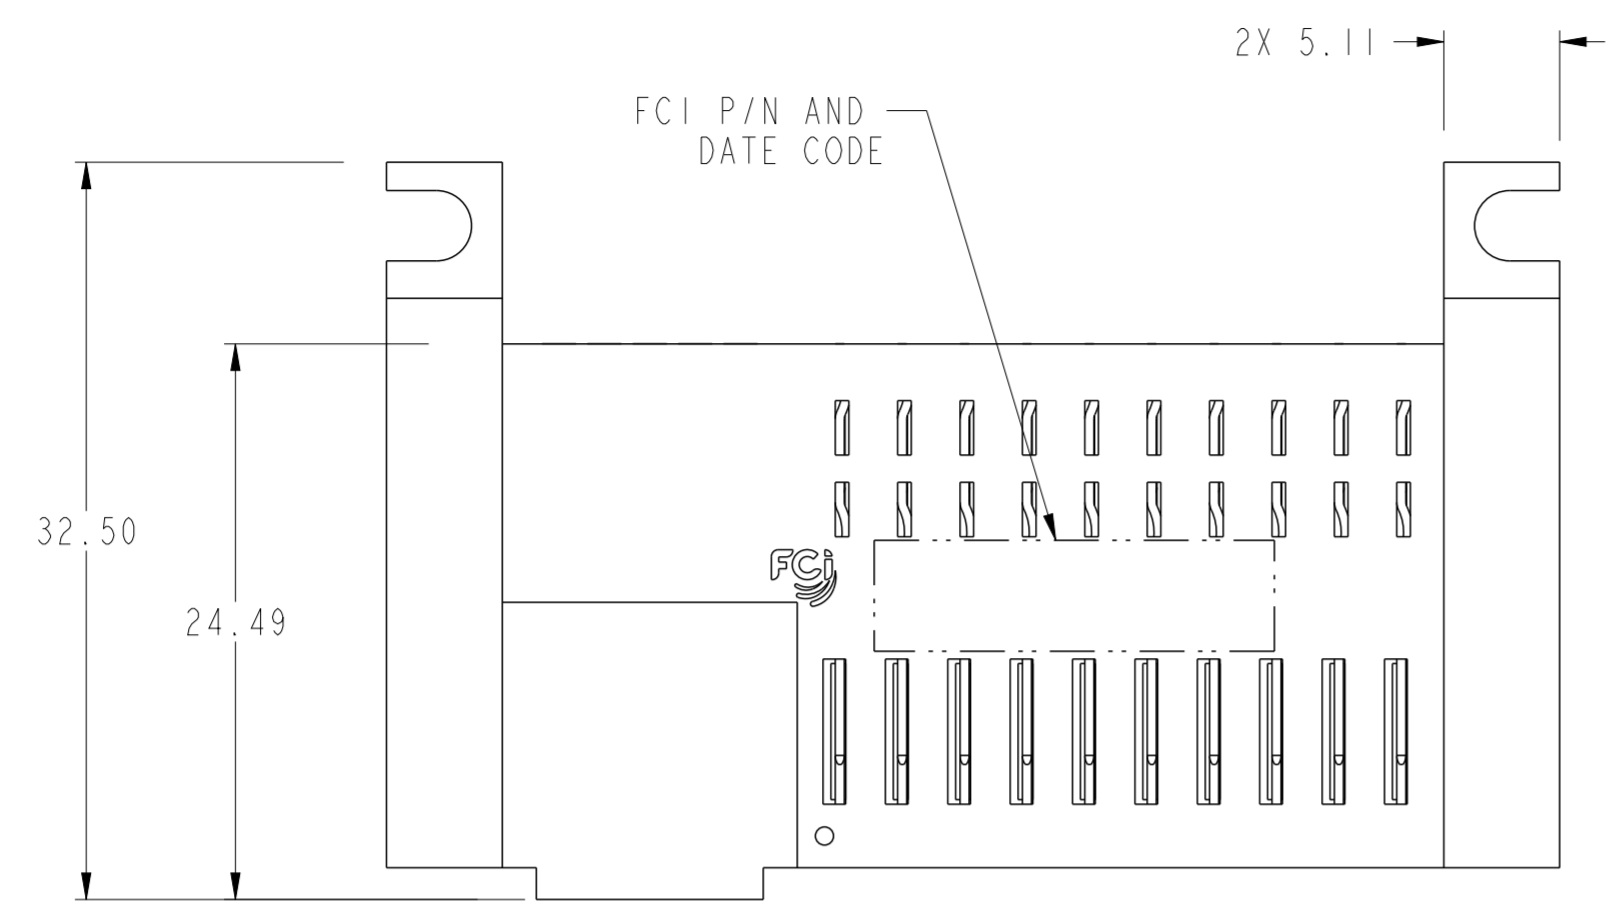 2X 5.11
FCI P/N AND
DATE CODE
32.50
24.49
FCi